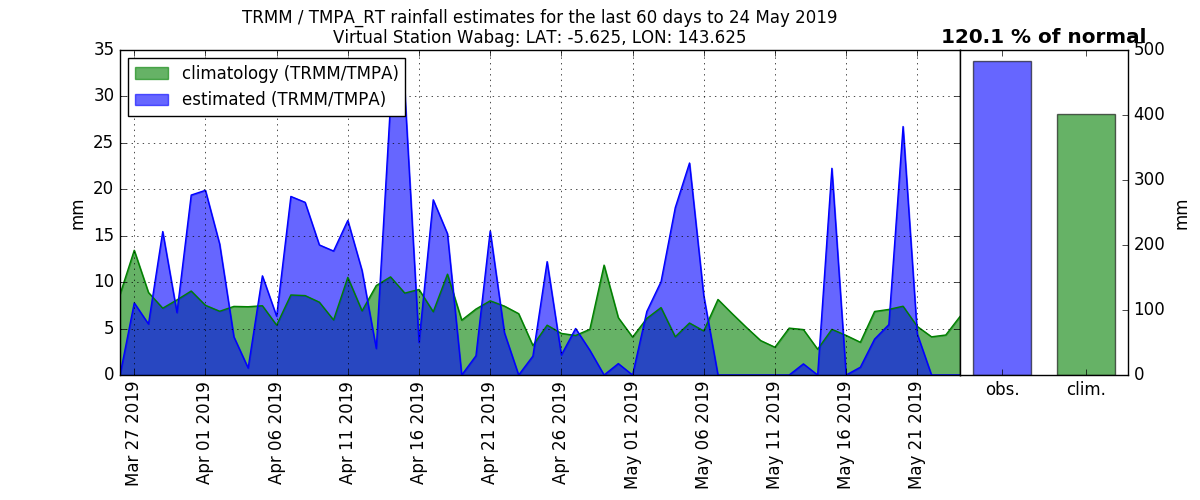 TRMM / TMPA_RT rainfall estimates for the last 60 days to 24 May 2019
Virtual Station Wabag: LAT: -5.625, LON: 143.625
120.1 % of normal
climatology (TRMM/TMPA)
estimated (TRMM/TMPA)
35
30
25
20
15
10
5
0
mm
Mar 27 2019
Apr 01 2019
Apr 06 2019
Apr 11 2019
Apr 16 2019
Apr 21 2019
Apr 26 2019
May 01 2019
May 06 2019
May 11 2019
May 16 2019
May 21 2019
500
400
300
200
100
0
mm
obs.
clim.